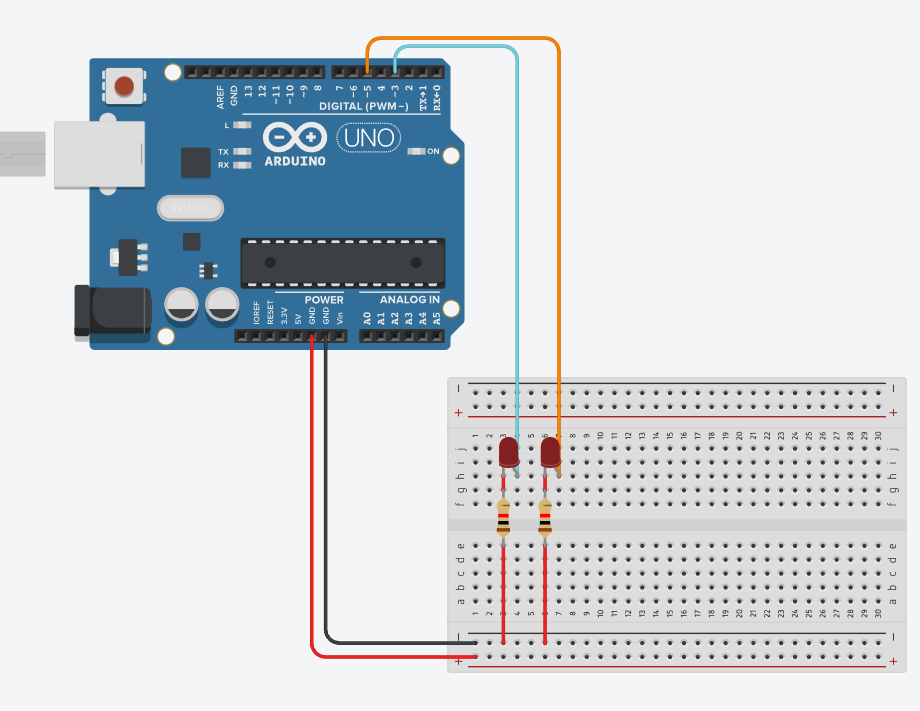 AREF
GND
13
12
~11
~10
~9
8
7
~6
~5
4
~3
2
TX→1
RX←0
DIGITAL (PWM~)
L
TX
RX
ARDUINO
UNO
ON
POWER
ANALOG IN
IOREF
RESET
3.3V
5V
GND
GND
Vin
A0
A1
A2
A3
A4
A5
− −
+ +
1 2 3 5 6 8 9 10 11 12 13 14 15 16 17 18 19 20 21 22 23 24 25 26 27 28 29 30
j j
i i
h h
g g
f f
e e
d d
c c
b b
a a
1 2 3 4 5 6 7 8 9 10 11 12 13 14 15 16 17 18 19 20 21 22 23 24 25 26 27 28 29 30
− −
+ +